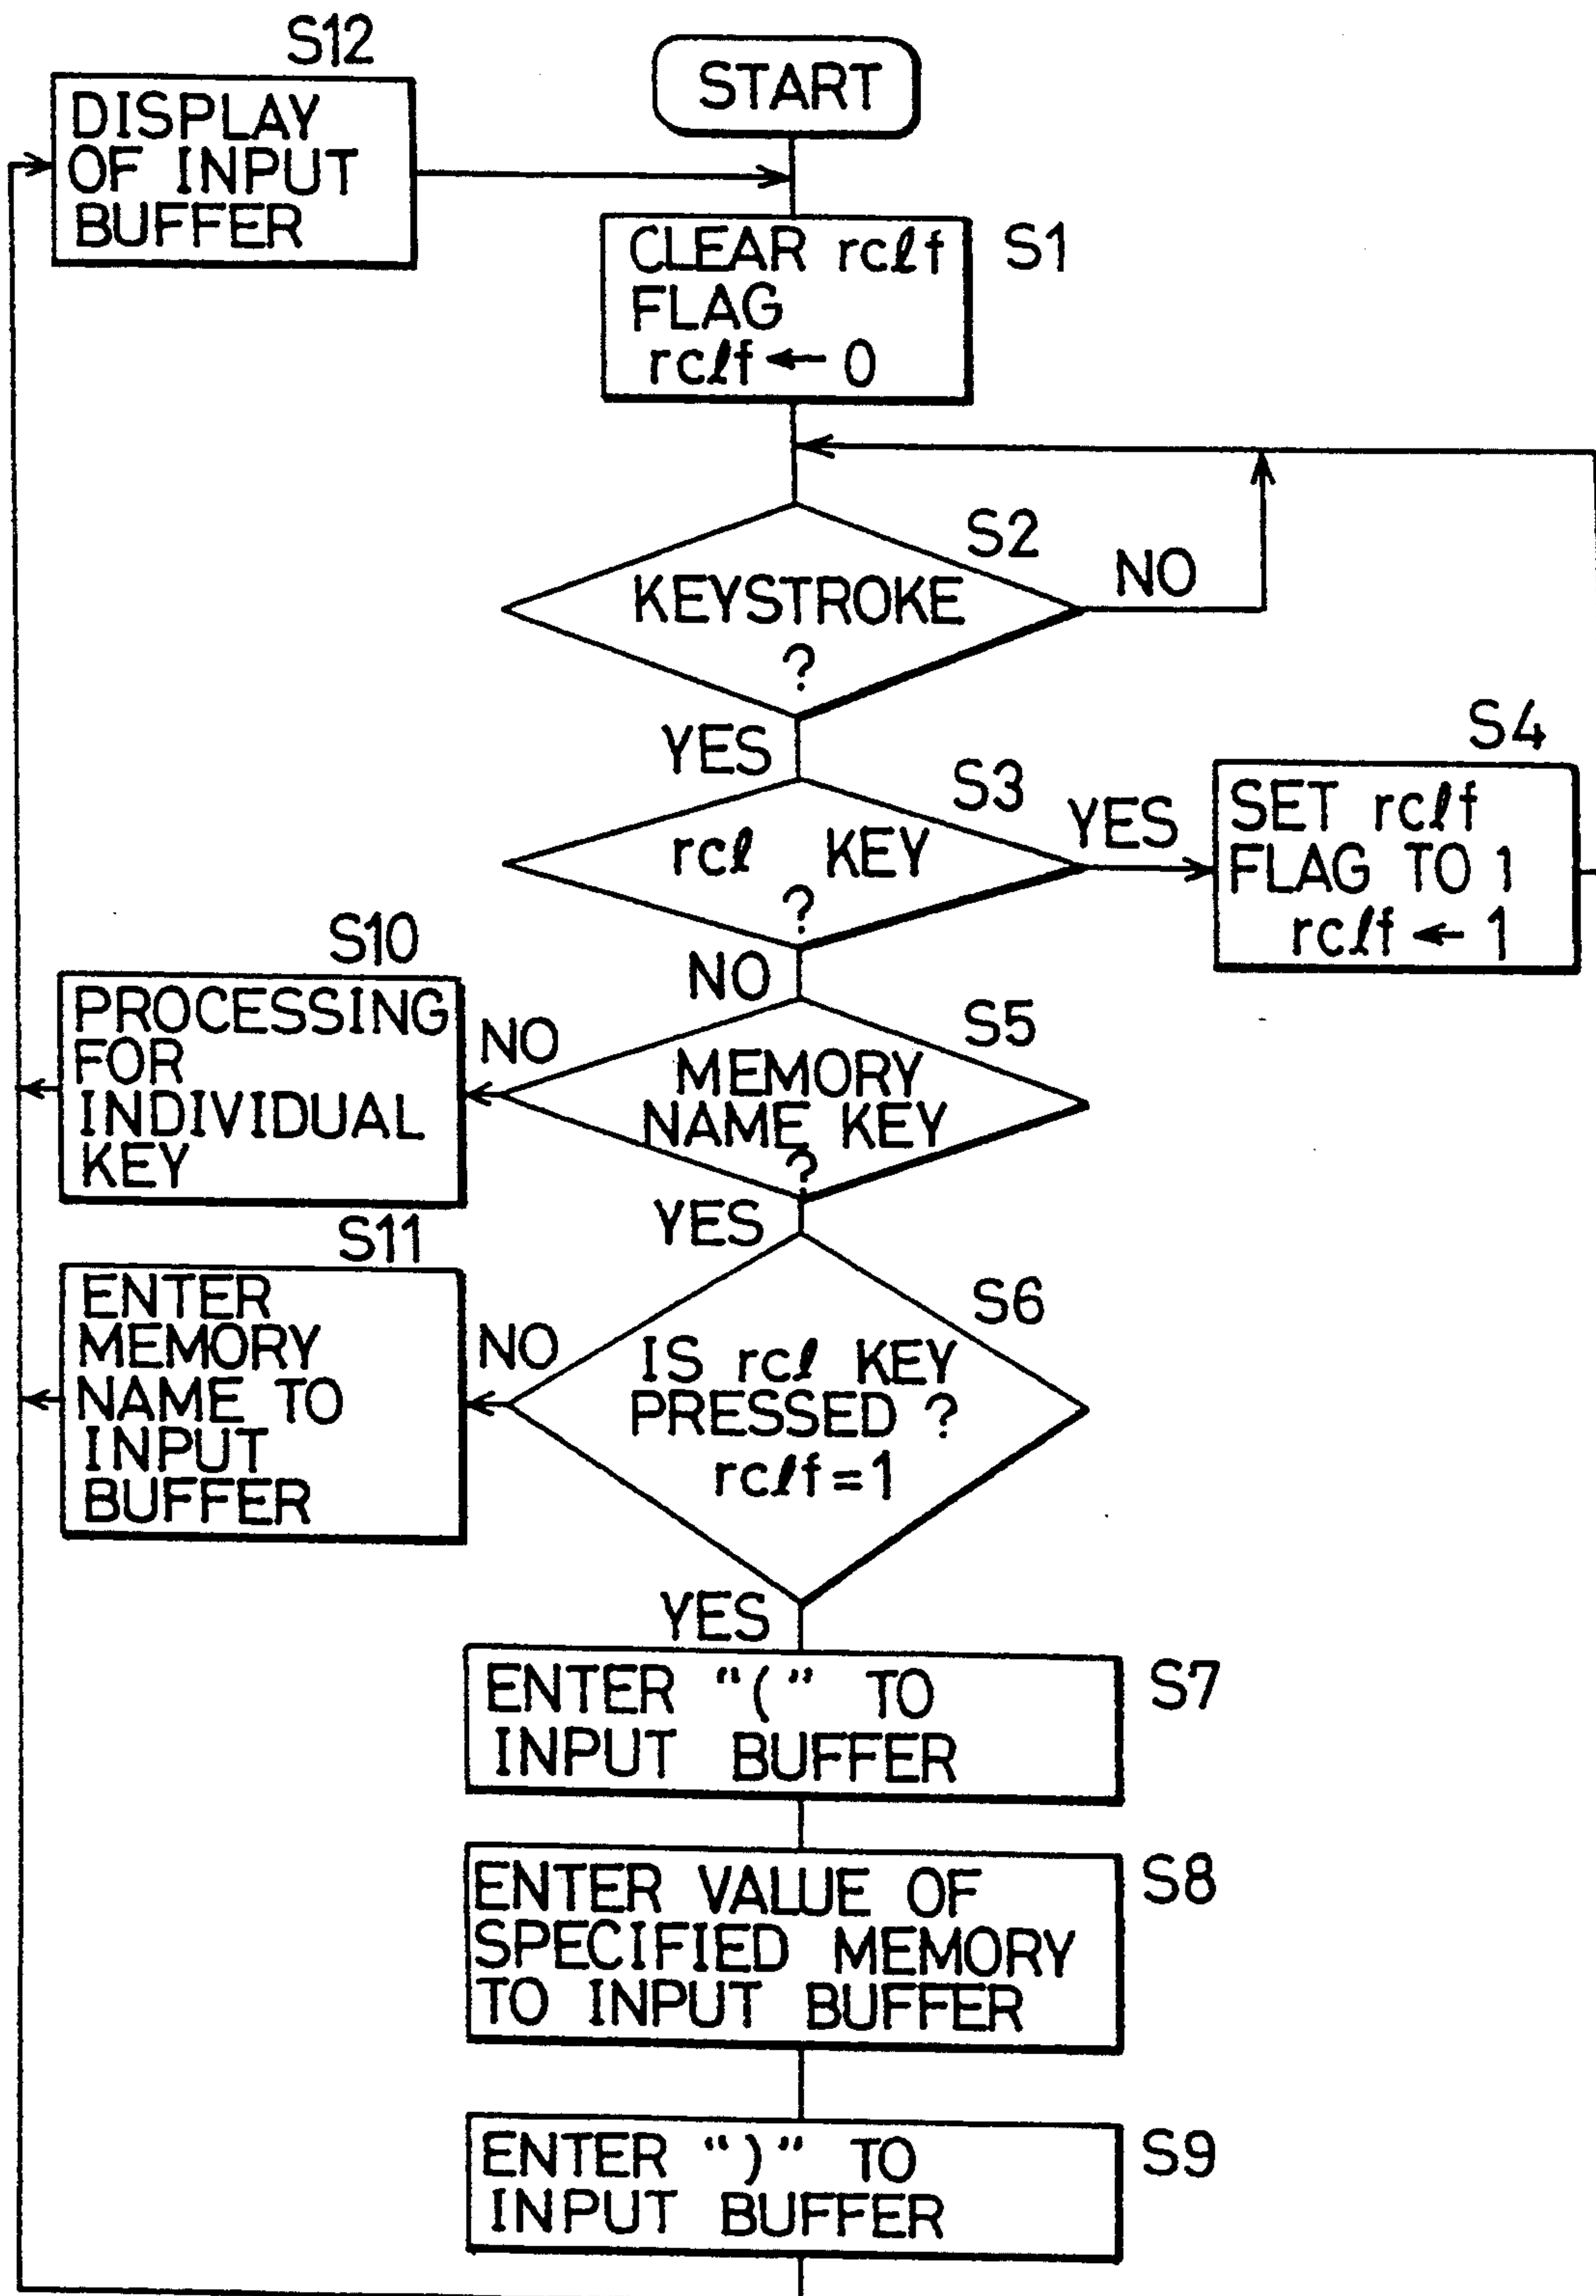 S12
DISPLAY
OF INPUT
BUFFER
START
CLEAR rclf
FLAG
rclf ← 0
S1
S2
KEYSTROKE
?
NO
YES
S3
rcl KEY
?
YES
S4
SET rclf
FLAG TO 1
rclf ← 1
NO
S5
MEMORY
NAME KEY
?
NO
S10
PROCESSING
FOR
INDIVIDUAL
KEY
YES
S6
IS rcl KEY
PRESSED ?
rclf=1
NO
S11
ENTER
MEMORY
NAME TO
INPUT
BUFFER
YES
ENTER “(” TO
INPUT BUFFER
S7
ENTER VALUE OF
SPECIFIED MEMORY
TO INPUT BUFFER
S8
ENTER “)” TO
INPUT BUFFER
S9